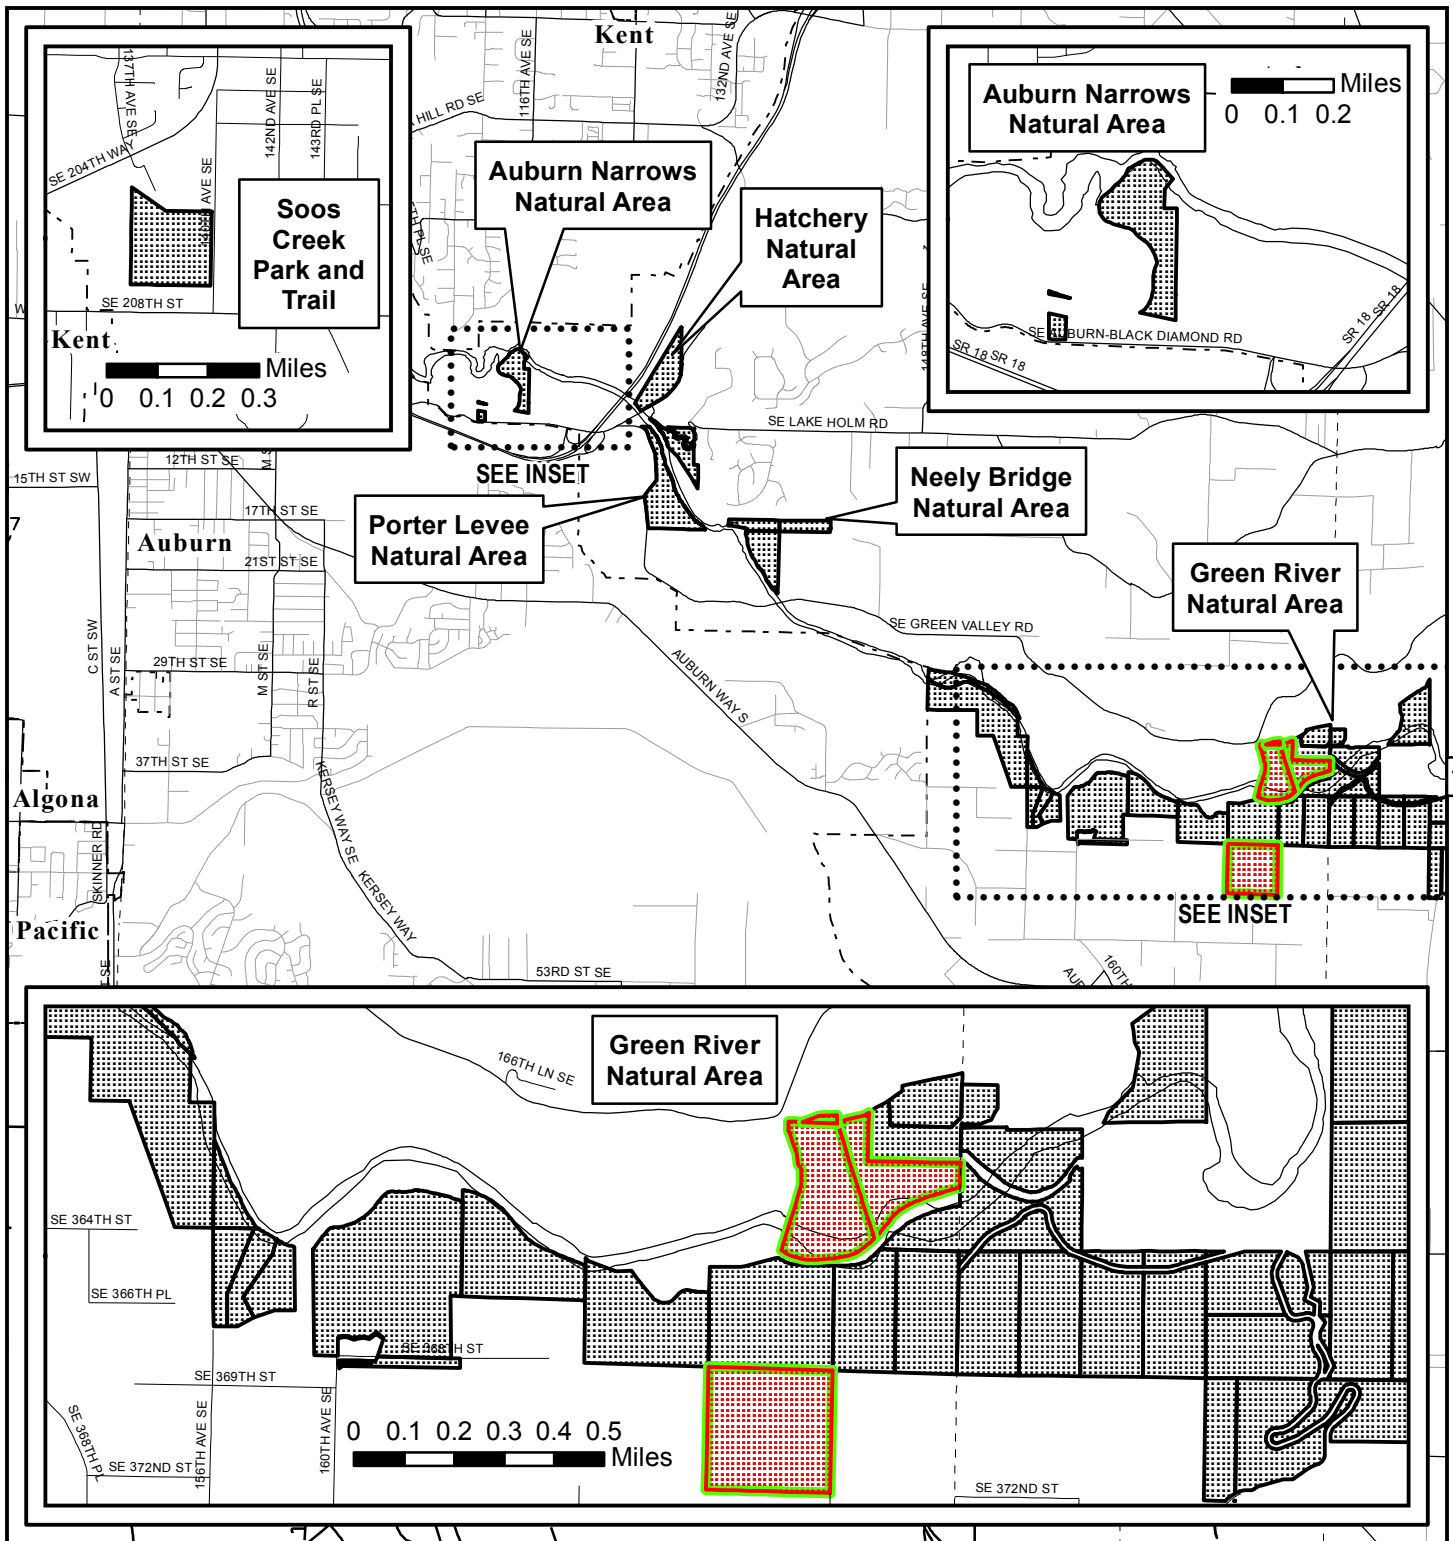 Kent
116TH AVE SE
132ND AVE SE
HILL RD SE
137TH AVE SE
142ND AVE SE
143RD PL SE
SE 204TH WAY
140TH AVE SE
Soos
Creek
Park and
Trail
SE 208TH ST
Kent
Miles
0 0.1 0.2 0.3
Auburn Narrows
Natural Area
Hatchery
Natural
Area
Auburn Narrows
Natural Area
Miles
0 0.1 0.2
SE AUBURN-BLACK DIAMOND RD
SR 18 SR 18
SR 18 SR 18
148TH AVE SE
SE LAKE HOLM RD
SEE INSET
12TH ST SE
15TH ST SW
17TH ST SE
Auburn
21ST ST SE
Porter Levee
Natural Area
Neely Bridge
Natural Area
Green River
Natural Area
SE GREEN VALLEY RD
C ST SW
A ST SE
29TH ST SE
M ST SE
R ST SE
AUBURN WAY S
37TH ST SE
KERSEY WAY SE
KERSEY WAY
Algona
SKINNER RD
Pacific
SEE INSET
53RD ST SE
160TH
Green River
Natural Area
166TH LN SE
SE 364TH ST
SE 366TH PL
SE 368TH ST
SE 369TH ST
SE 368TH PL
SE 372ND ST
156TH AVE SE
160TH AVE SE
0 0.1 0.2 0.3 0.4 0.5
Miles
SE 372ND ST